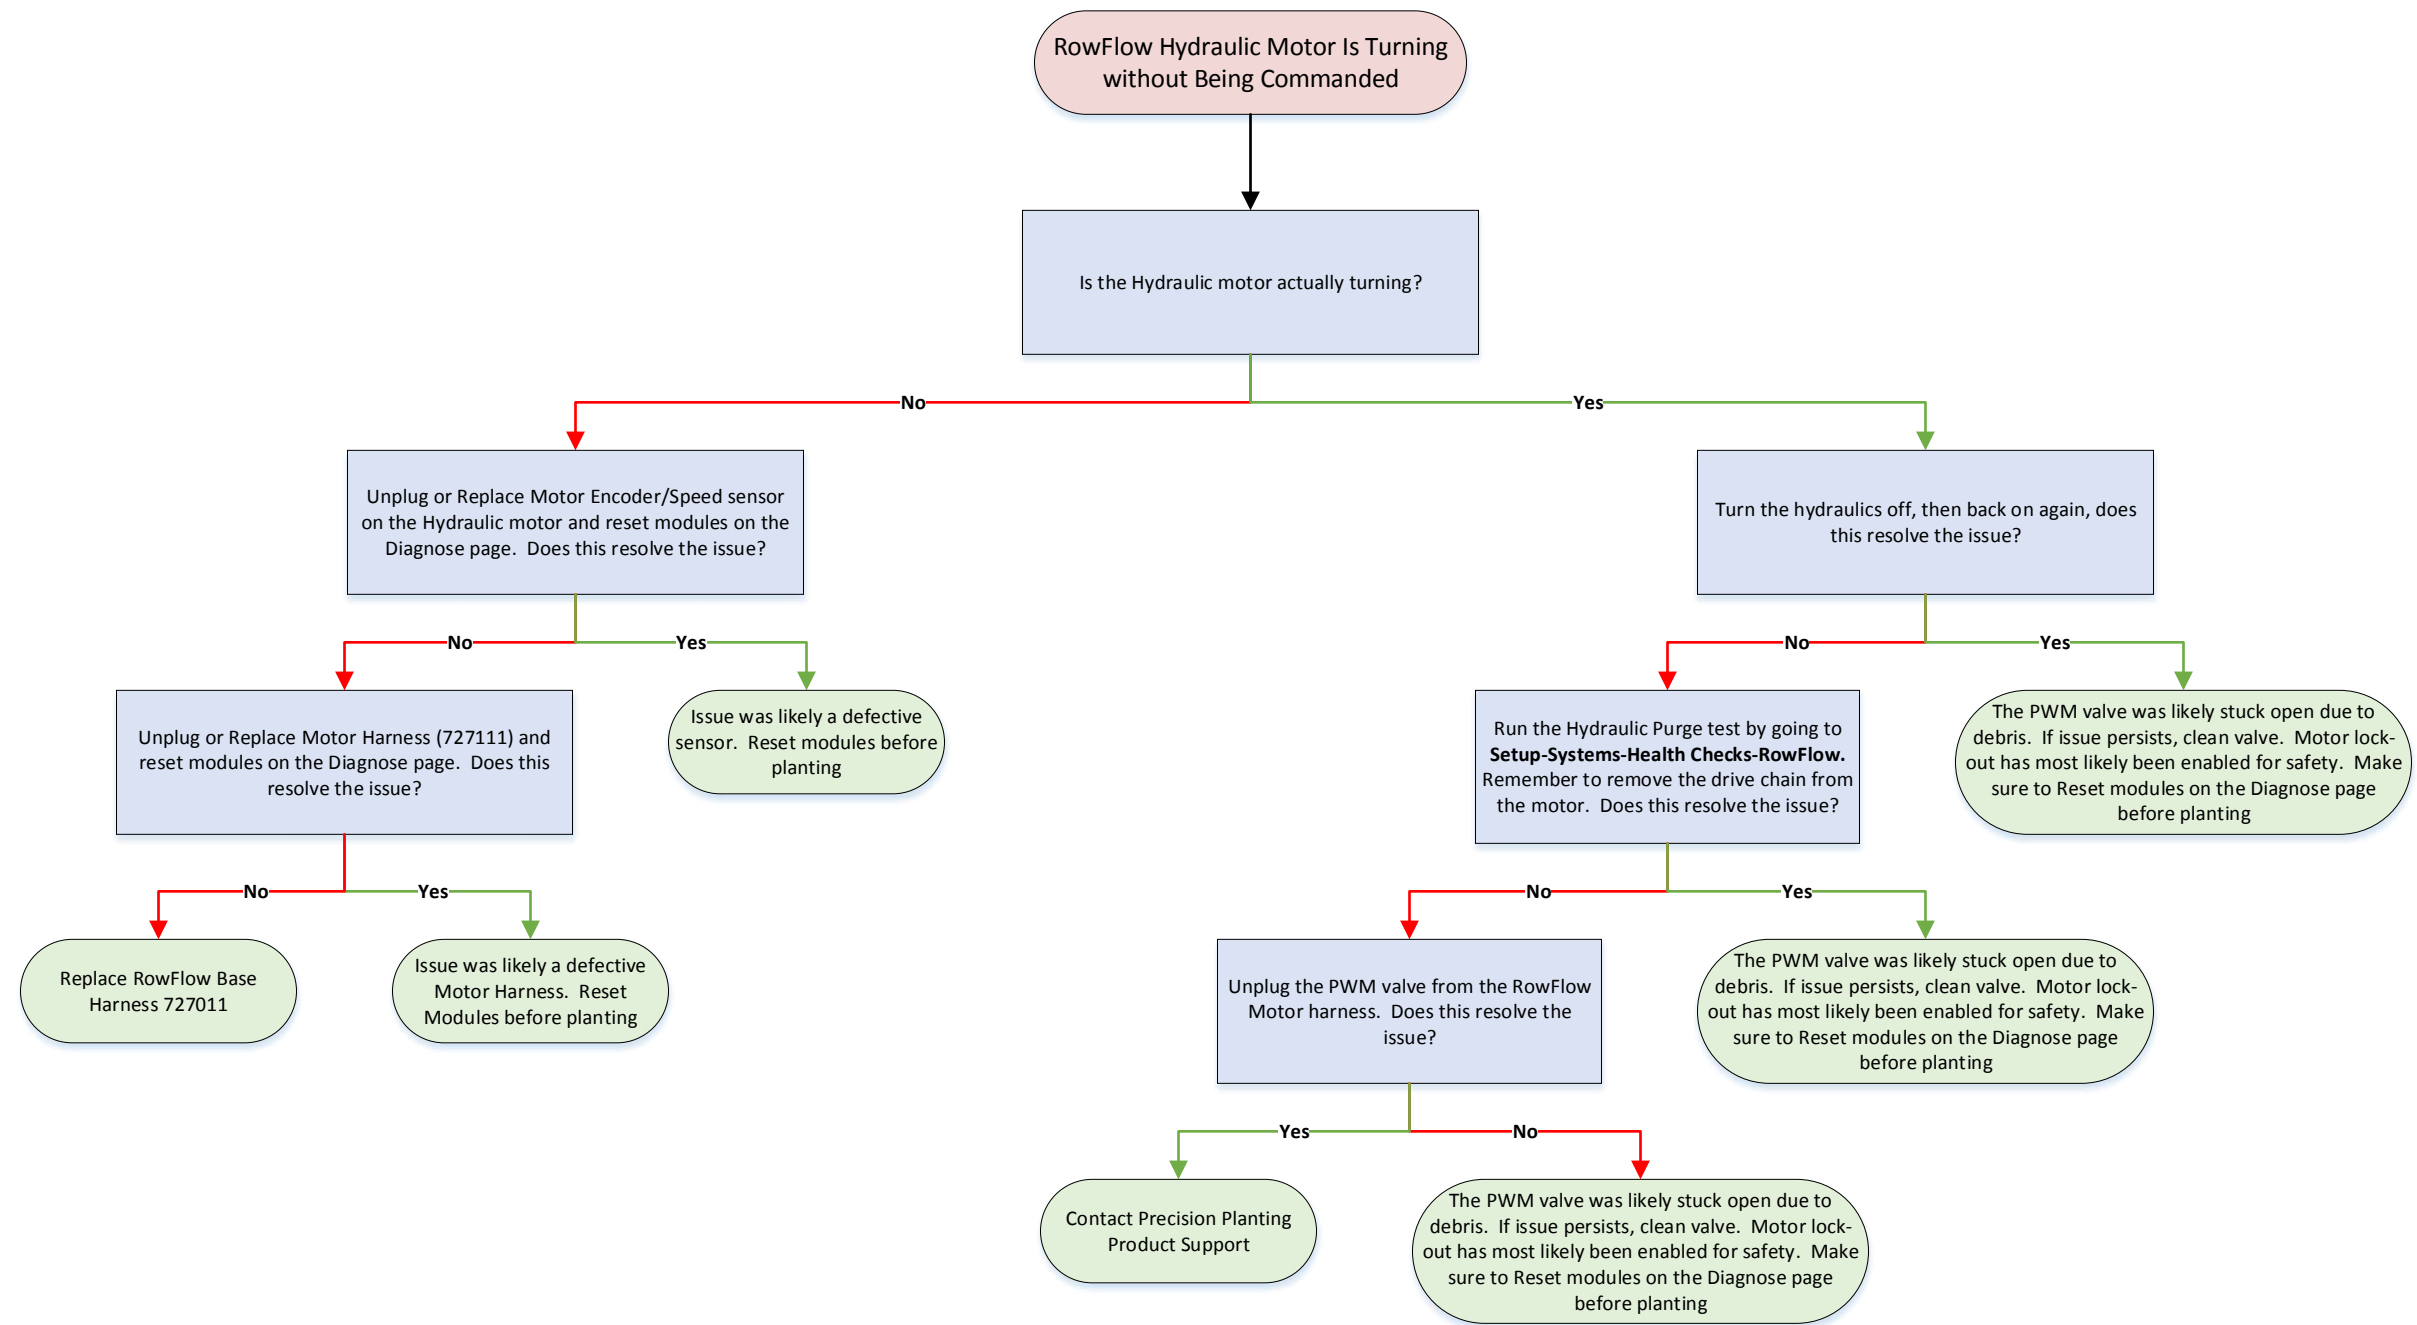 RowFlow Hydraulic Motor Is Turning
without Being Commanded
Is the Hydraulic motor actually turning?
No
Yes
Unplug or Replace Motor Encoder/Speed sensor
on the Hydraulic motor and reset modules on the
Diagnose page.  Does this resolve the issue?
Turn the hydraulics off, then back on again, does
this resolve the issue?
No
Yes
No
Yes
Unplug or Replace Motor Harness (727111) and
reset modules on the Diagnose page.  Does this
resolve the issue?
Issue was likely a defective
sensor.  Reset modules before
planting
Run the Hydraulic Purge test by going to
Setup-Systems-Health Checks-RowFlow.
Remember to remove the drive chain from
the motor.  Does this resolve the issue?
The PWM valve was likely stuck open due to
debris.  If issue persists, clean valve.  Motor lock-
out has most likely been enabled for safety.  Make
sure to Reset modules on the Diagnose page
before planting
No
Yes
No
Yes
Replace RowFlow Base
Harness 727011
Issue was likely a defective
Motor Harness.  Reset
Modules before planting
Unplug the PWM valve from the RowFlow
Motor harness.  Does this resolve the
issue?
The PWM valve was likely stuck open due to
debris.  If issue persists, clean valve.  Motor lock-
out has most likely been enabled for safety.  Make
sure to Reset modules on the Diagnose page
before planting
Yes
No
Contact Precision Planting
Product Support
The PWM valve was likely stuck open due to
debris.  If issue persists, clean valve.  Motor lock-
out has most likely been enabled for safety.  Make
sure to Reset modules on the Diagnose page
before planting